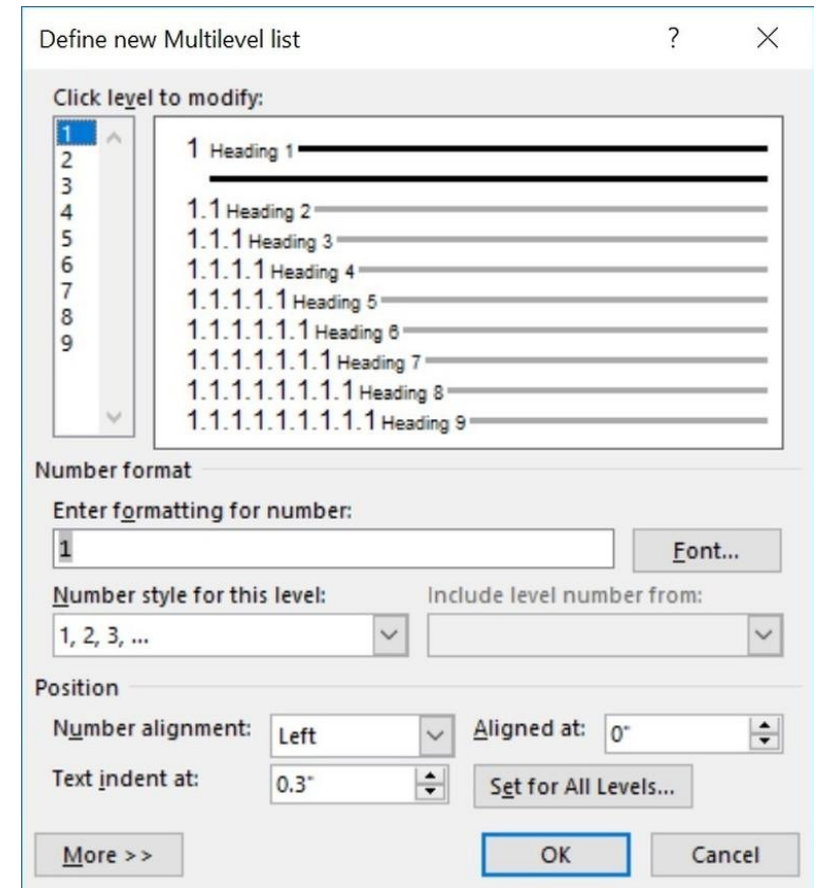 Define new Multilevel list ?
Click level to modify:
1
2
3
4
5
6
7
8
9
1 Heading 1
1.1 Heading 2
1.1.1 Heading 3
1.1.1.1 Heading 4
1.1.1.1.1 Heading 5
1.1.1.1.1.1 Heading 6
1.1.1.1.1.1.1 Heading 7
1.1.1.1.1.1.1.1 Heading 8
1.1.1.1.1.1.1.1.1 Heading 9
Number format
Enter formatting for number:
1 Font...
Number style for this level: Include level number from:
1, 2, 3, ...
Position
Number alignment: Left Aligned at: 0"
Text indent at: 0.3" Set for All Levels...
More >> OK Cancel